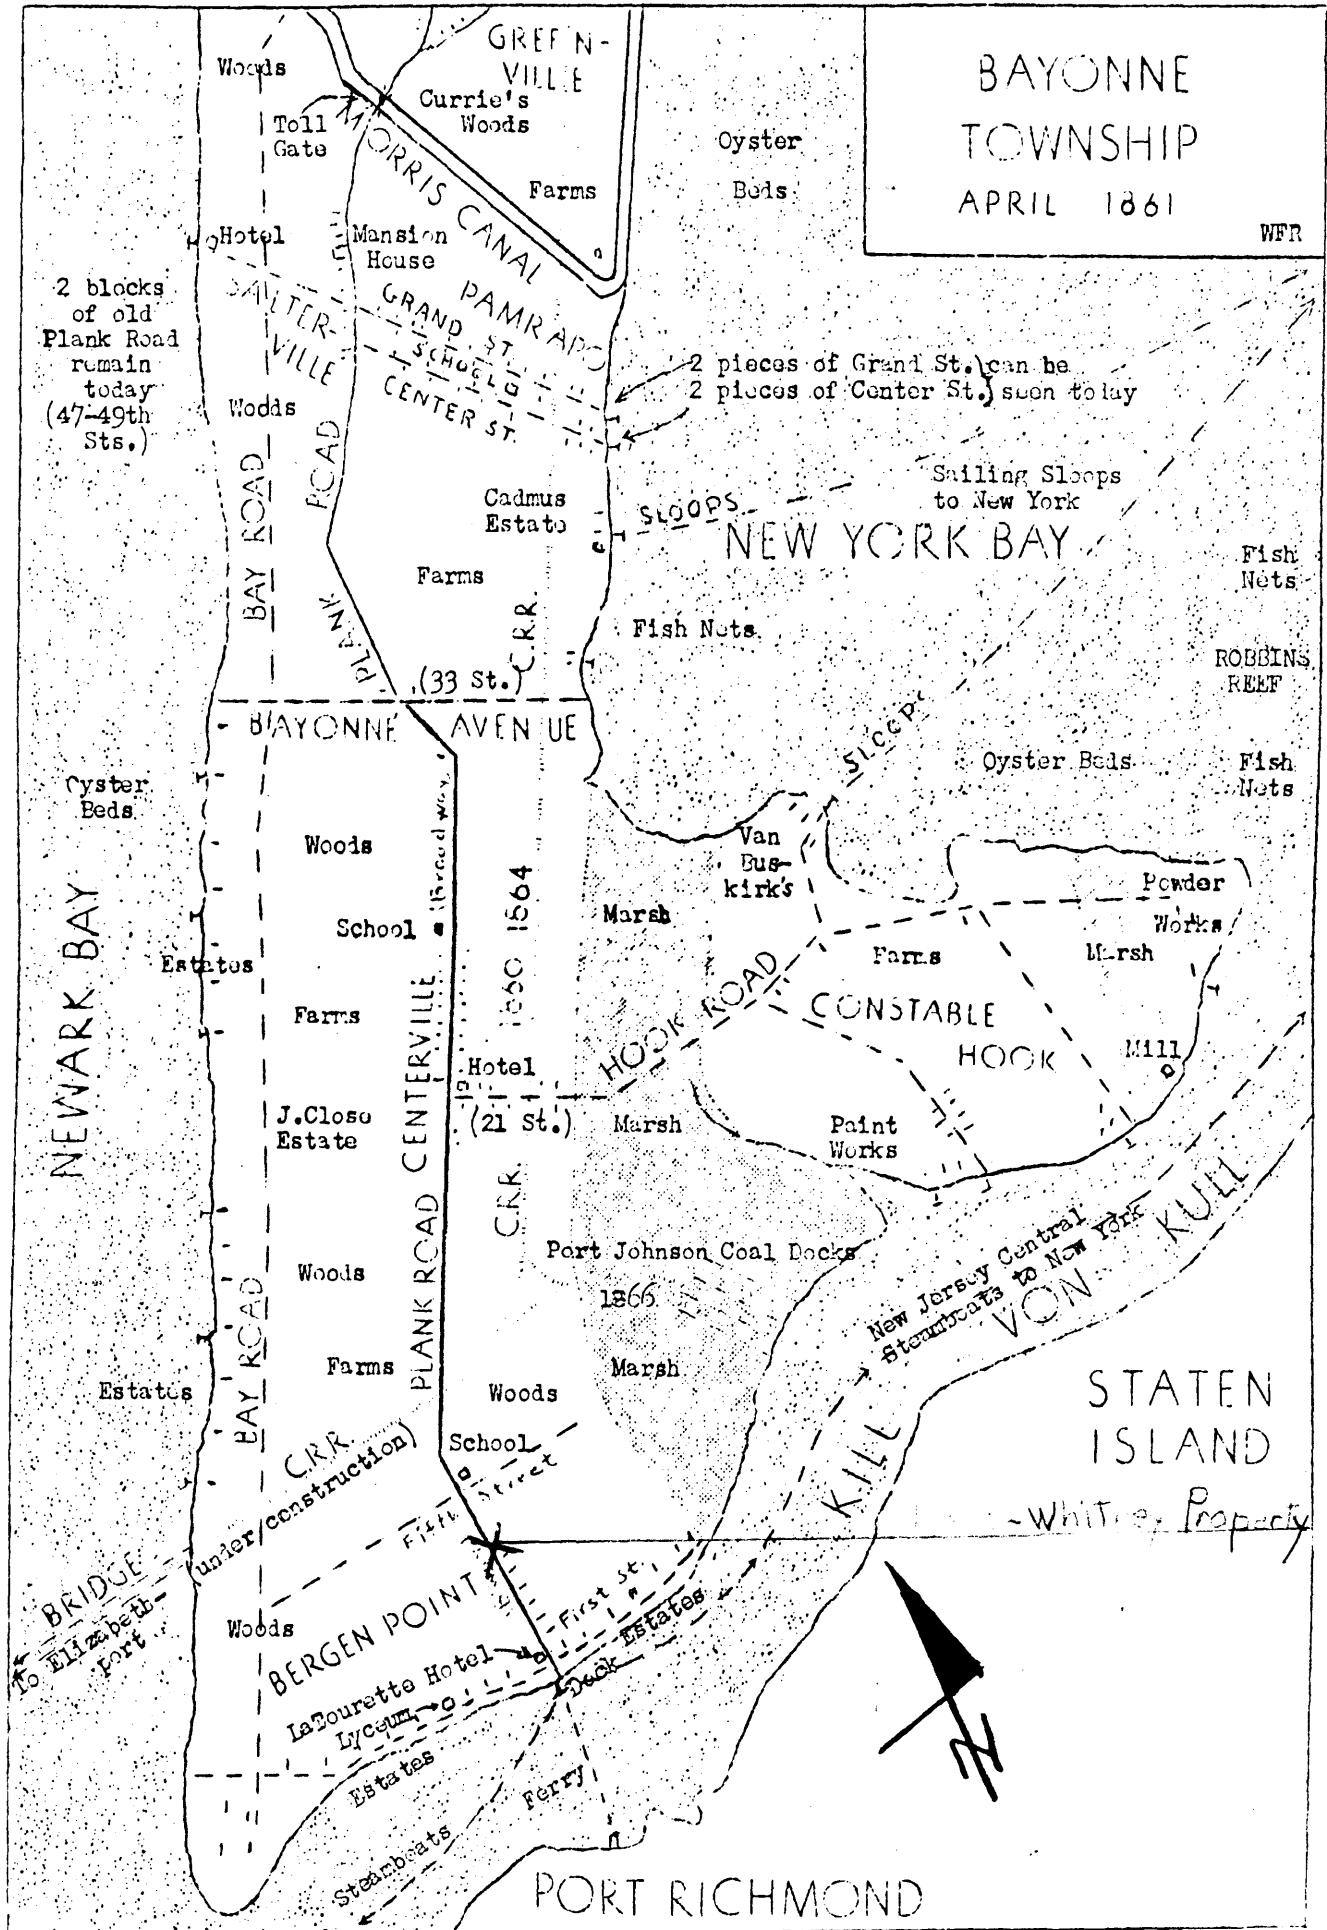 BAYONNE
TOWNSHIP
APRIL 1861
WFR
GREEN-
VILLE
Woods
Currie's
Woods
Toll
Gate
MORRIS CANAL
Farms
Oyster
Beds
Hotel
Mansion
House
2 blocks
of old
Plank Road
remain
today
(47-49th
Sts.)
SALTER-
VILLE
GRAND ST.
PAMRAPO
SCHOOL
CENTER ST.
2 pieces of Grand St.) can be
2 pieces of Center St.) seen today
Woods
BAY ROAD
PLANK ROAD
Cadmus
Estate
SLOOPS
Sailing Sloops
to New York
NEW YORK BAY
Fish
Nets
Farms
C.R.R.
Fish Nets
ROBBINS
REEF
(33 St.)
BAYONNE AVENUE
SLOOPS
Oyster Beds
Fish
Nets
Oyster
Beds
Woods
(Broadway)
Van
Bus-
kirk's
Powder
Works
NEWARK BAY
School
1860 1864
Marsh
Estates
Farms
Marsh
Farms
CONSTABLE
HOOK
HOOK ROAD
Mill
Hotel
(21 St.)
J.Close
Estate
Marsh
Paint
Works
PLANK ROAD CENTERVILLE
CRR
Port Johnson Coal Docks
1866
New Jersey Central
Steamboats to New York
KILL VON KULL
Woods
BAY ROAD
Farms
Marsh
Estates
Woods
STATEN
ISLAND
School
C.R.R.
(under construction)
Fifth Street
Whitney Property
BRIDGE
To Elizabeth-
port
Woods
BERGEN POINT
First St.
Estates
LaTourette Hotel
Lyceum
Dock
Estates
Ferry
Steamboats
N
PORT RICHMOND